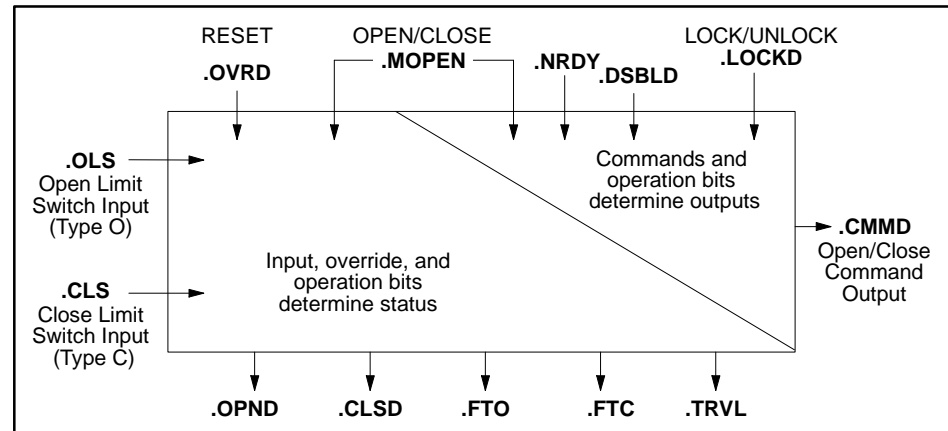 RESET
.OVRD
OPEN/CLOSE
.MOPEN
.NRDY
.DSBLD
LOCK/UNLOCK
.LOCKD
.OLS
Open Limit
Switch Input
(Type O)
Commands and
operation bits
determine outputs
.CMMD
Open/Close
Command
Output
Input, override, and
operation bits
determine status
.CLS
Close Limit
Switch Input
(Type C)
.OPND
.CLSD
.FTO
.FTC
.TRVL